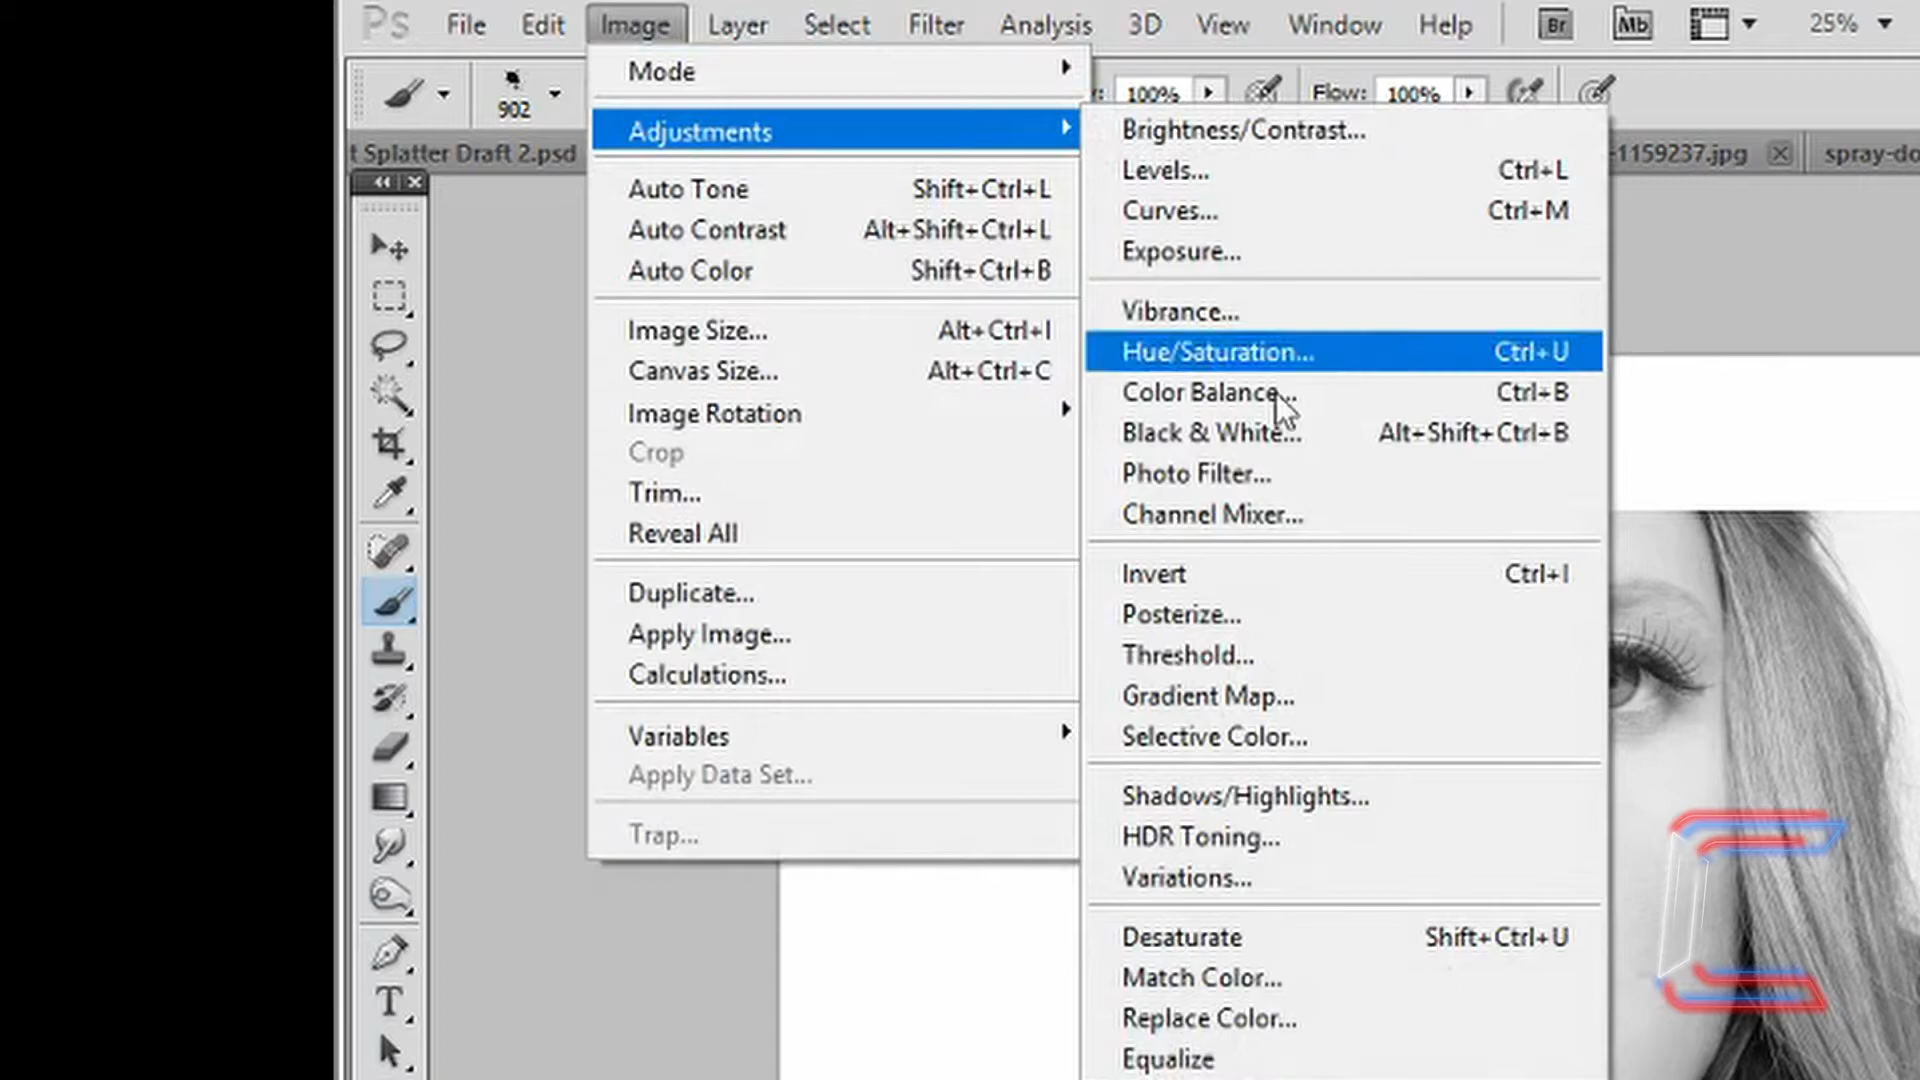 Ps File Edit Image Layer Select Filter Analysis 3D View Window Help Br Mb 25%
902 100% Flow: 100%
t Splatter Draft 2.psd -1159237.jpg spray-do
Mode
Adjustments
Auto Tone Shift+Ctrl+L
Auto Contrast Alt+Shift+Ctrl+L
Auto Color Shift+Ctrl+B
Image Size... Alt+Ctrl+I
Canvas Size... Alt+Ctrl+C
Image Rotation
Crop
Trim...
Reveal All
Duplicate...
Apply Image...
Calculations...
Variables
Apply Data Set...
Trap...
Brightness/Contrast...
Levels... Ctrl+L
Curves... Ctrl+M
Exposure...
Vibrance...
Hue/Saturation... Ctrl+U
Color Balance... Ctrl+B
Black & White... Alt+Shift+Ctrl+B
Photo Filter...
Channel Mixer...
Invert Ctrl+I
Posterize...
Threshold...
Gradient Map...
Selective Color...
Shadows/Highlights...
HDR Toning...
Variations...
Desaturate Shift+Ctrl+U
Match Color...
Replace Color...
Equalize